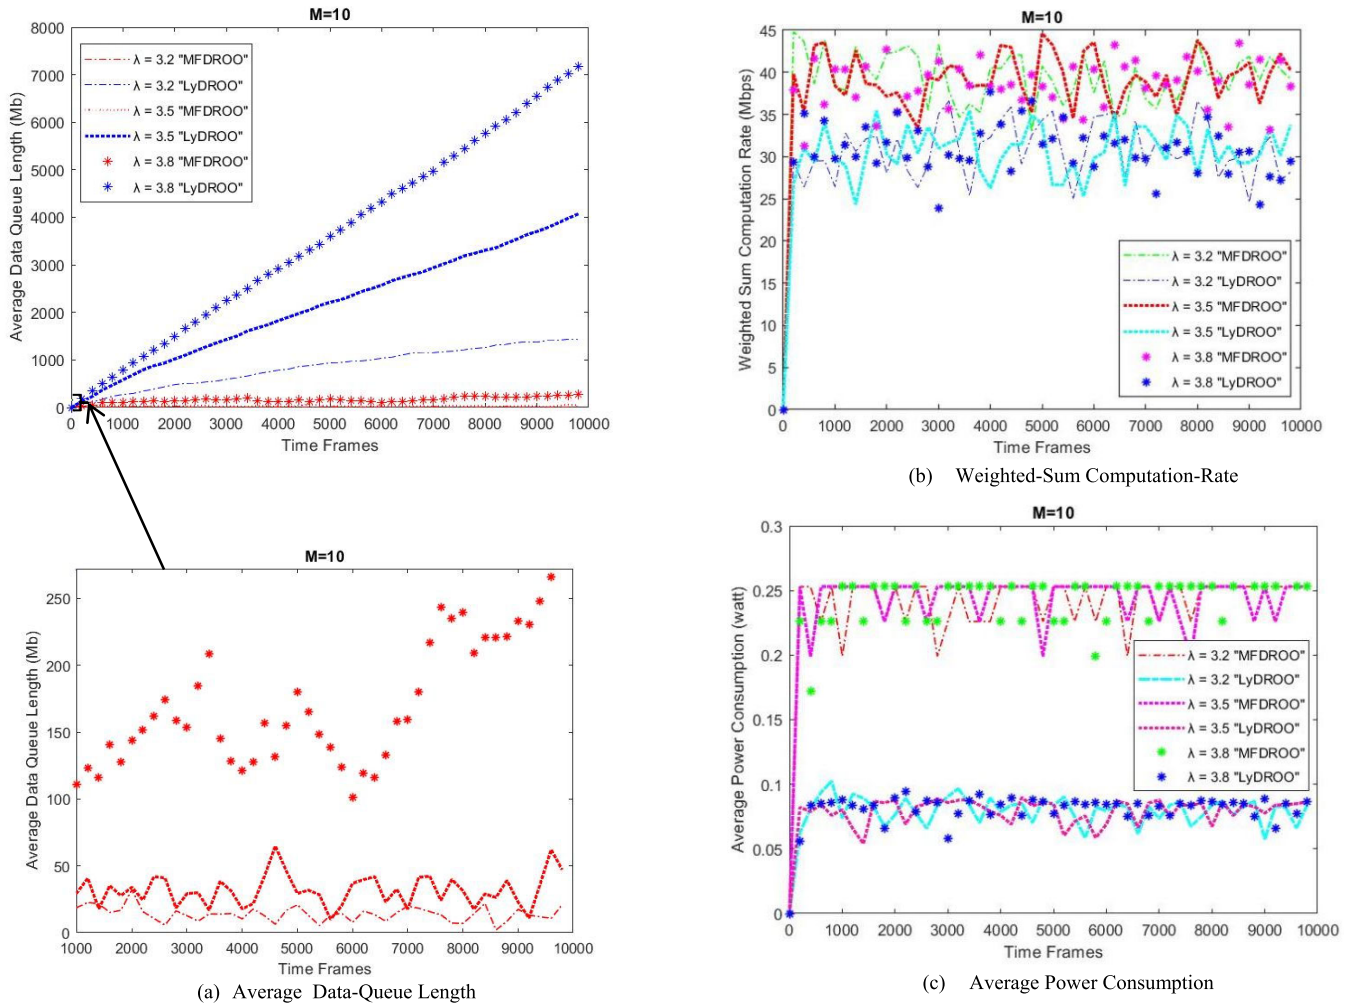 M=10
8000
7000
6000
5000
4000
3000
2000
1000
0
Average Data Queue Length (Mb)
λ = 3.2 "MFDROO"
λ = 3.2 "LyDROO"
λ = 3.5 "MFDROO"
λ = 3.5 "LyDROO"
λ = 3.8 "MFDROO"
λ = 3.8 "LyDROO"
0 1000 2000 3000 4000 5000 6000 7000 8000 9000 10000
Time Frames
M=10
250
200
150
100
50
0
Average Data Queue Length (Mb)
1000 2000 3000 4000 5000 6000 7000 8000 9000 10000
Time Frames
(a) Average Data-Queue Length
M=10
45
40
35
30
25
20
15
10
5
0
Weighted Sum Computation Rate (Mbps)
λ = 3.2 "MFDROO"
λ = 3.2 "LyDROO"
λ = 3.5 "MFDROO"
λ = 3.5 "LyDROO"
λ = 3.8 "MFDROO"
λ = 3.8 "LyDROO"
0 1000 2000 3000 4000 5000 6000 7000 8000 9000 10000
Time Frames
(b) Weighted-Sum Computation-Rate
M=10
0.3
0.25
0.2
0.15
0.1
0.05
0
Average Power Consumption (watt)
λ = 3.2 "MFDROO"
λ = 3.2 "LyDROO"
λ = 3.5 "MFDROO"
λ = 3.5 "LyDROO"
λ = 3.8 "MFDROO"
λ = 3.8 "LyDROO"
0 1000 2000 3000 4000 5000 6000 7000 8000 9000 10000
Time Frames
(c) Average Power Consumption